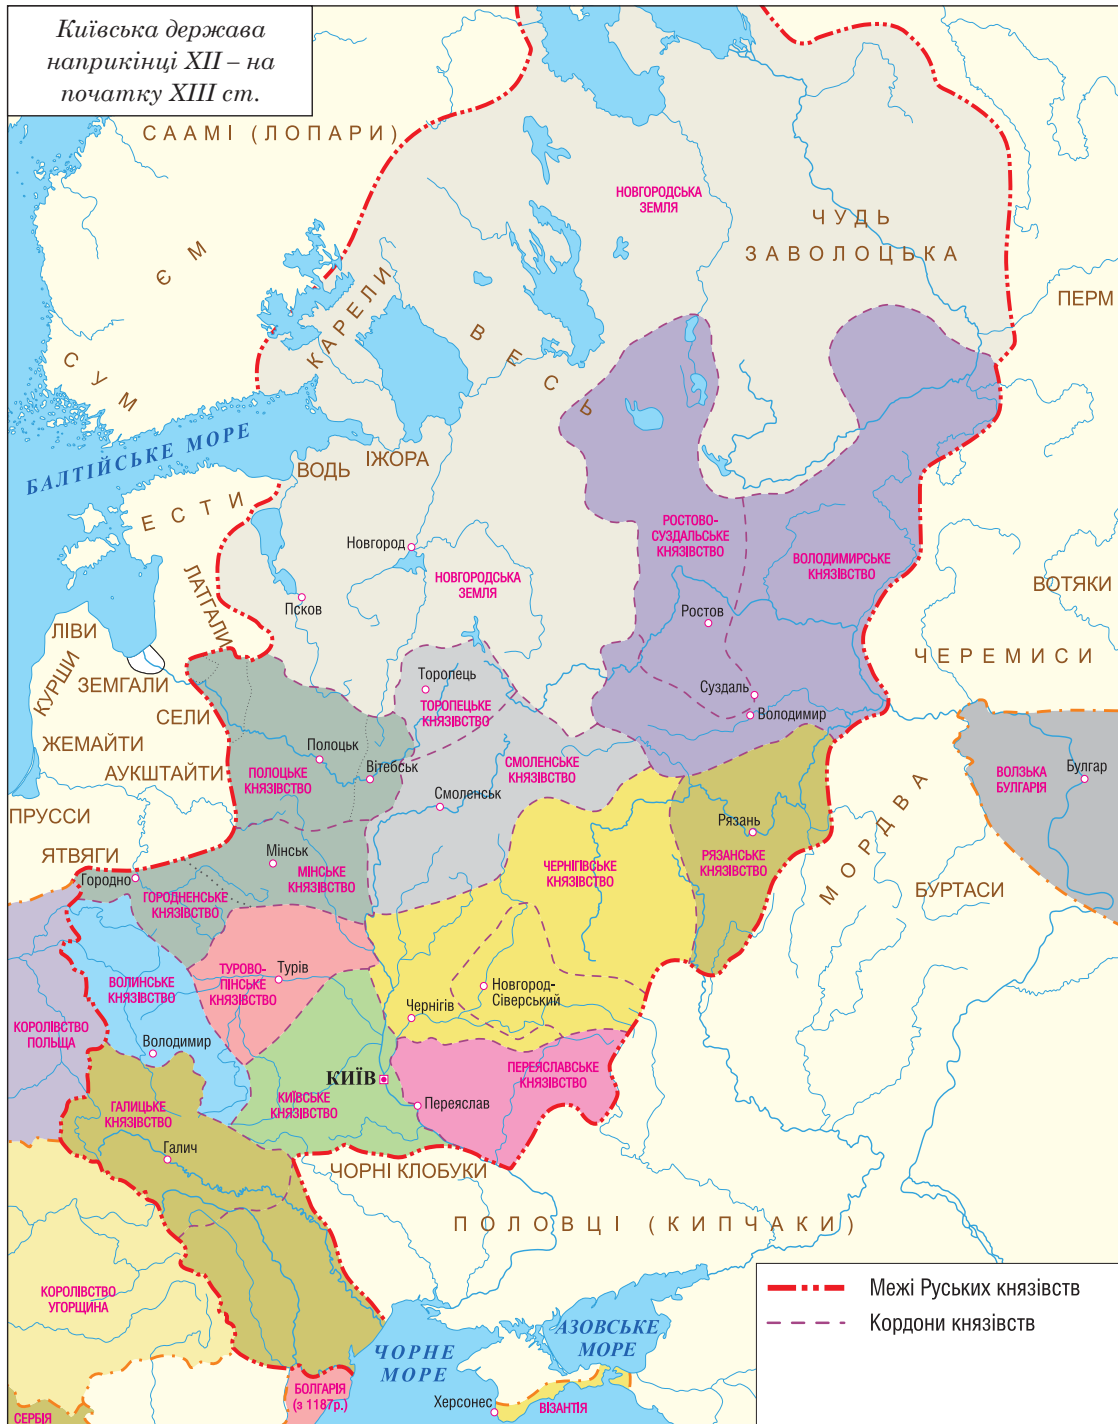 Київська держава
наприкінці XII – на
початку XIII ст.
СААМІ (ЛОПАРИ)
НОВГОРОДСЬКА
ЗЕМЛЯ
ЧУДЬ
ЗАВОЛОЦЬКА
ЄМ
КАРЕЛИ
ПЕРМ
СУМ
ВЕСЬ
БАЛТІЙСЬКЕ МОРЕ
ВОДЬ
ІЖОРА
ЕСТИ
РОСТОВО-
СУЗДАЛЬСЬКЕ
КНЯЗІВСТВО
ВОЛОДИМИРСЬКЕ
КНЯЗІВСТВО
Новгород
НОВГОРОДСЬКА
ЗЕМЛЯ
ЛАТГАЛИ
ВОТЯКИ
Псков
Ростов
ЛІВИ
КУРШИ
ЧЕРЕМИСИ
ЗЕМГАЛИ
Торопець
ТОРОПЕЦЬКЕ
КНЯЗІВСТВО
Суздаль
Володимир
СЕЛИ
ЖЕМАЙТИ
АУКШТАЙТИ
Полоцьк
ПОЛОЦЬКЕ
КНЯЗІВСТВО
Вітебськ
СМОЛЕНСЬКЕ
КНЯЗІВСТВО
ВОЛЗЬКА
БУЛГАРІЯ
Булгар
Смоленськ
ПРУССИ
Рязань
РЯЗАНСЬКЕ
КНЯЗІВСТВО
МОРДВА
ЯТВЯГИ
Мінськ
МІНСЬКЕ
КНЯЗІВСТВО
ЧЕРНІГІВСЬКЕ
КНЯЗІВСТВО
Городно
ГОРОДНЕНСЬКЕ
КНЯЗІВСТВО
БУРТАСИ
ВОЛИНСЬКЕ
КНЯЗІВСТВО
ТУРОВО-
ПІНСЬКЕ
КНЯЗІВСТВО
Турів
Новгород-
Сіверський
Чернігів
КОРОЛІВСТВО
ПОЛЬЩА
Володимир
КИЇВ
ПЕРЕЯСЛАВСЬКЕ
КНЯЗІВСТВО
ГАЛИЦЬКЕ
КНЯЗІВСТВО
КИЇВСЬКЕ
КНЯЗІВСТВО
Переяслав
Галич
ЧОРНІ КЛОБУКИ
ПОЛОВЦІ (КИПЧАКИ)
КОРОЛІВСТВО
УГОРЩИНА
Межі Руських князівств
Кордони князівств
АЗОВСЬКЕ
МОРЕ
ЧОРНЕ
МОРЕ
БОЛГАРІЯ
(з 1187р.)
Херсонес
ВІЗАНТІЯ
СЕРБІЯ